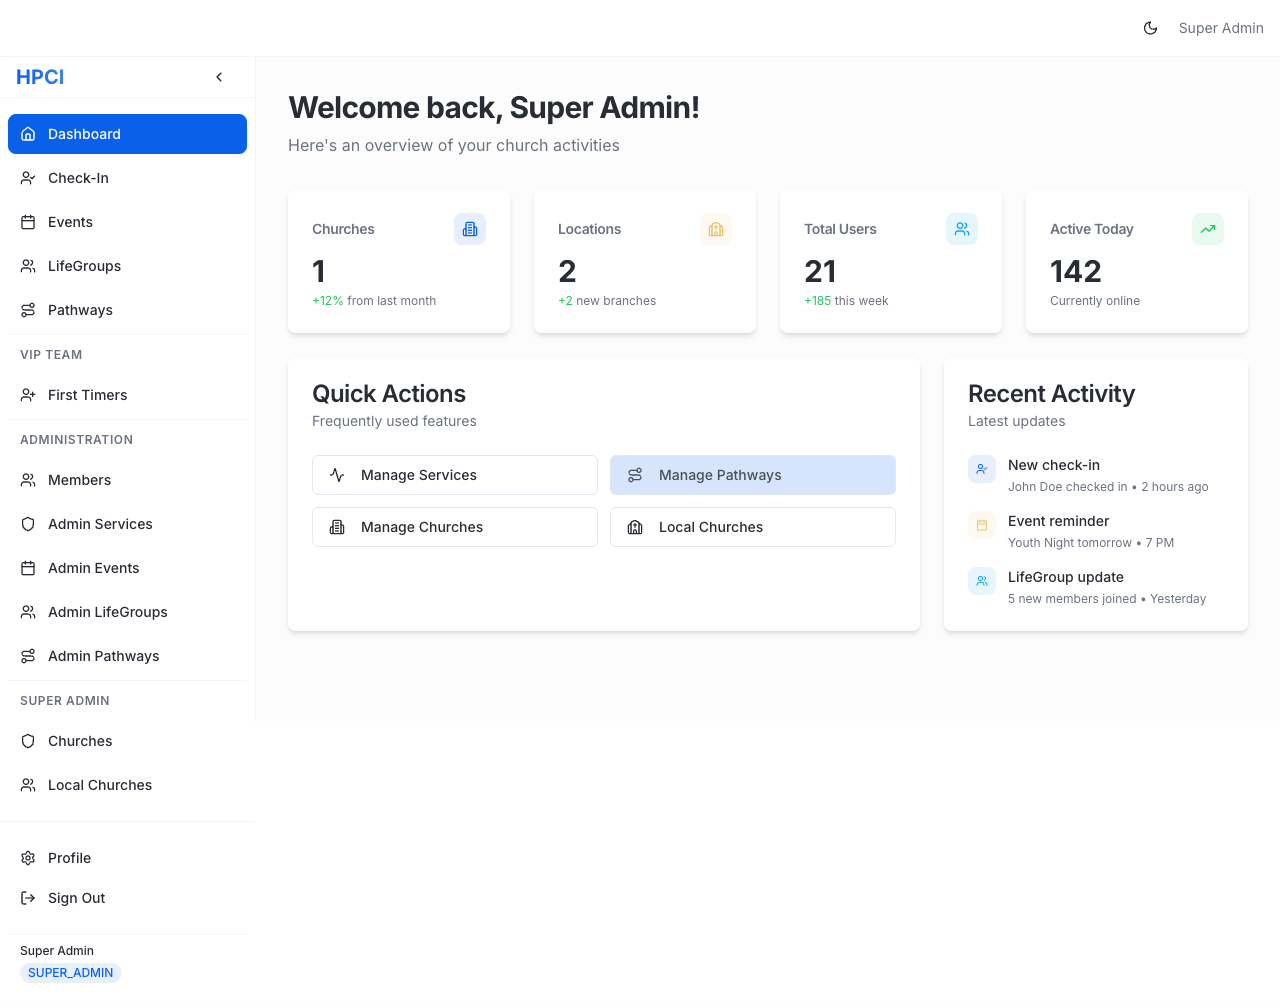 Super Admin
HPCI
Dashboard
Check-In
Events
LifeGroups
Pathways
VIP TEAM
First Timers
ADMINISTRATION
Members
Admin Services
Admin Events
Admin LifeGroups
Admin Pathways
SUPER ADMIN
Churches
Local Churches
Profile
Sign Out
Super Admin
SUPER_ADMIN
Welcome back, Super Admin!
Here's an overview of your church activities
Churches
1
+12% from last month
Locations
2
+2 new branches
Total Users
21
+185 this week
Active Today
142
Currently online
Quick Actions
Frequently used features
Manage Services
Manage Pathways
Manage Churches
Local Churches
Recent Activity
Latest updates
New check-in
John Doe checked in • 2 hours ago
Event reminder
Youth Night tomorrow • 7 PM
LifeGroup update
5 new members joined • Yesterday